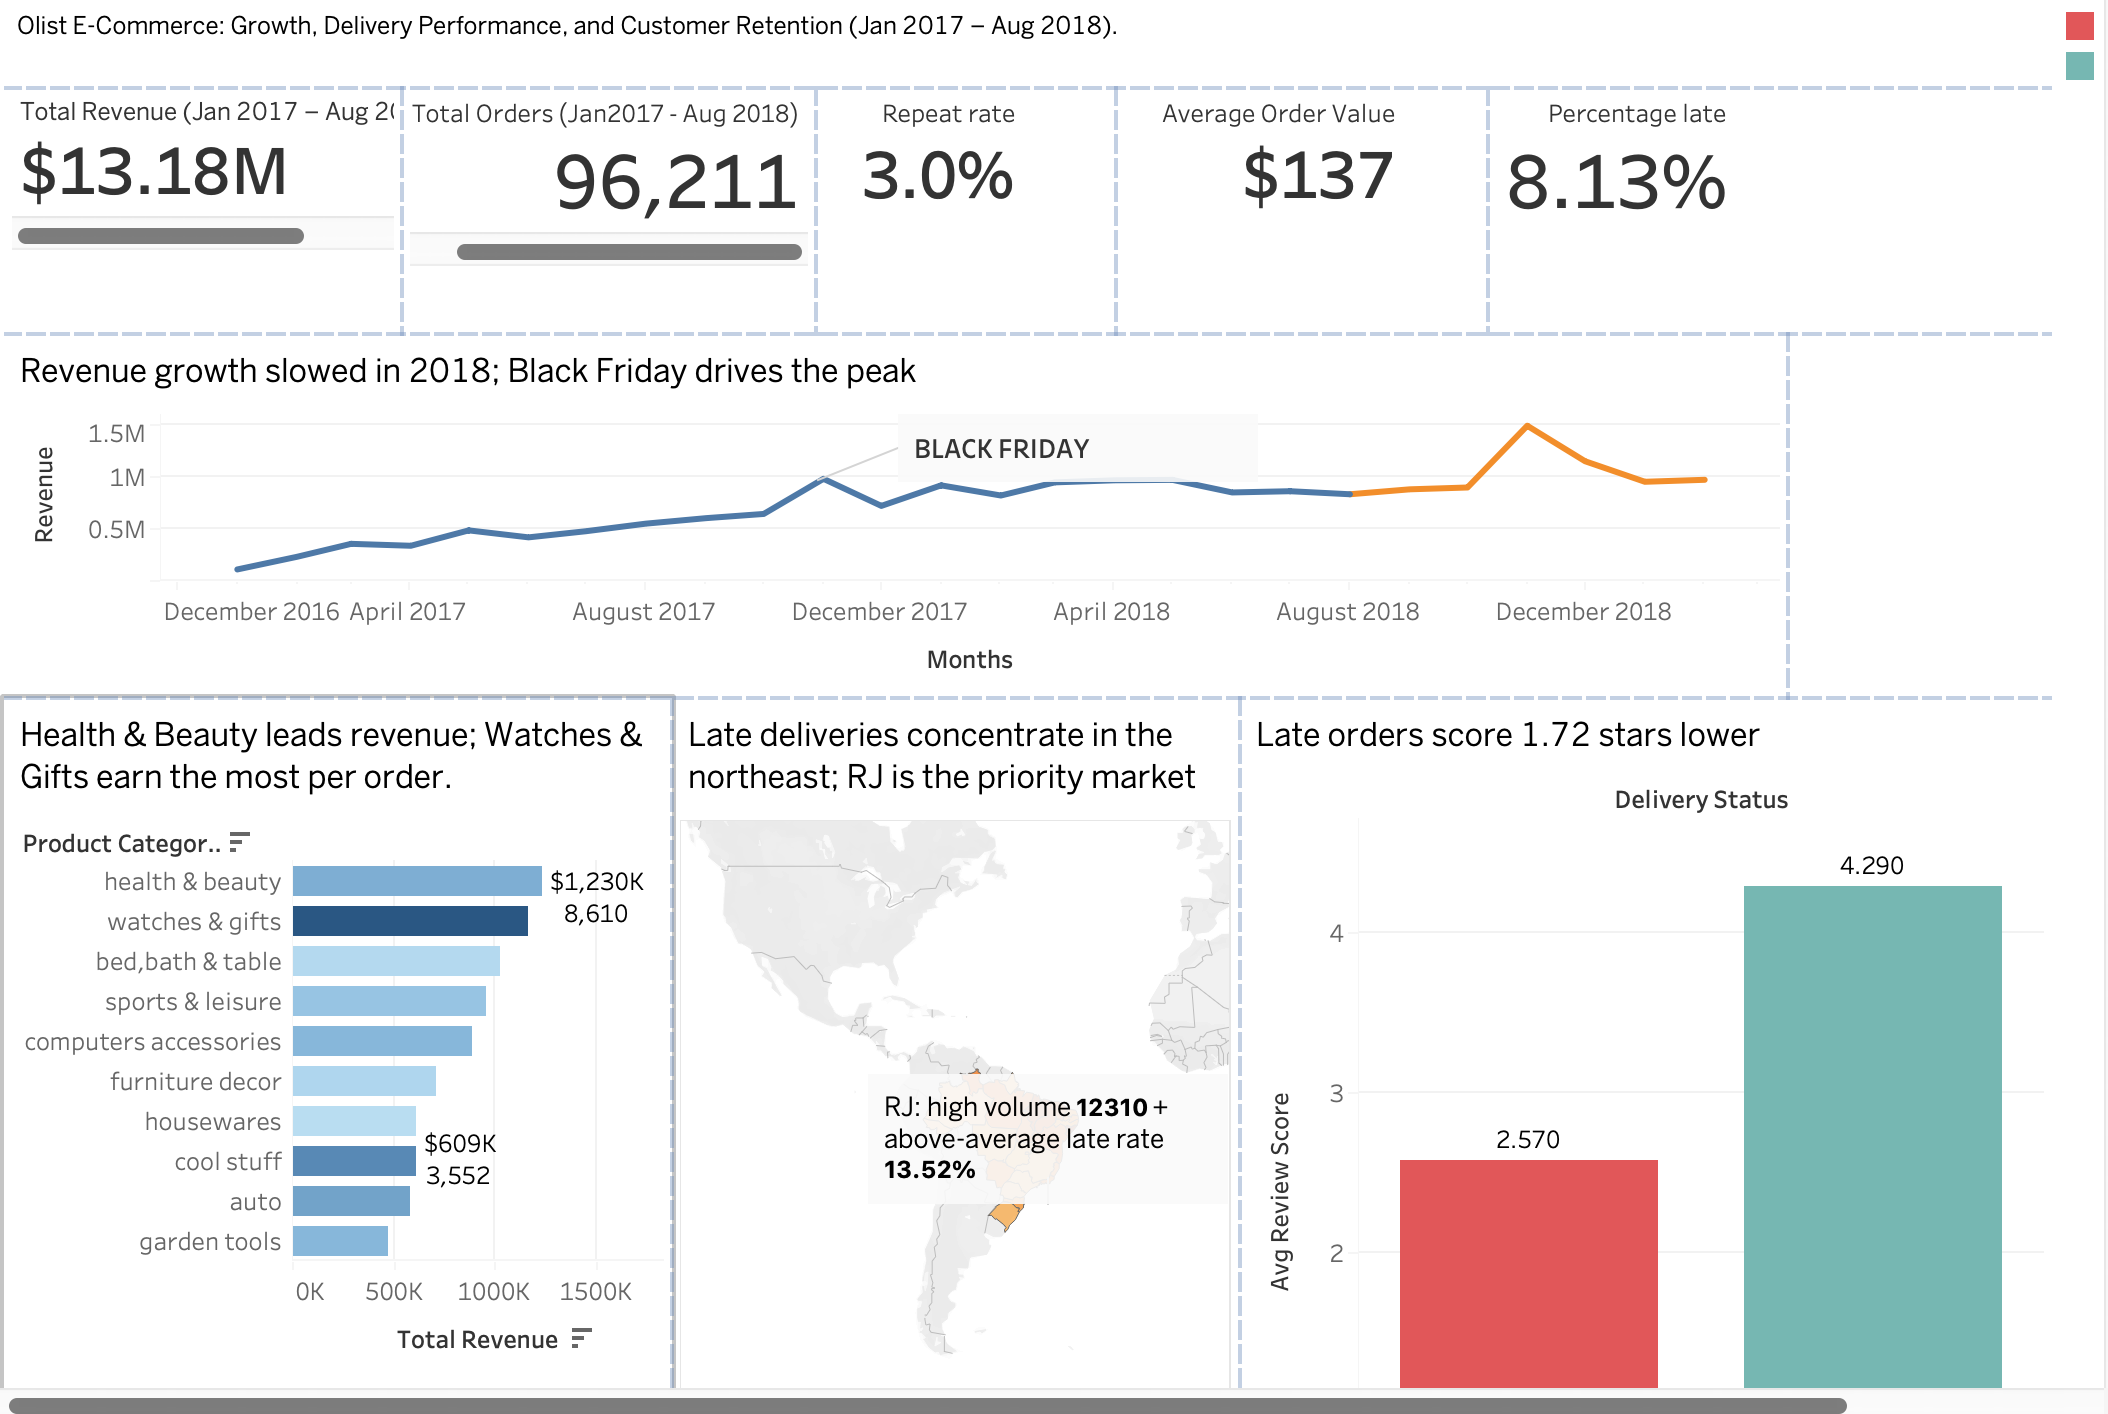 Olist E-Commerce: Growth, Delivery Performance, and Customer Retention (Jan 2017 – Aug 2018).
Total Revenue (Jan 2017 – Aug 20
$13.18M
Total Orders (Jan2017 - Aug 2018)
96,211
Repeat rate
3.0%
Average Order Value
$137
Percentage late
8.13%
Revenue growth slowed in 2018; Black Friday drives the peak
Revenue
1.5M
1M
0.5M
BLACK FRIDAY
December 2016
April 2017
August 2017
December 2017
April 2018
August 2018
December 2018
Months
Health & Beauty leads revenue; Watches &
Gifts earn the most per order.
Product Categor..
health & beauty
$1,230K
8,610
watches & gifts
bed,bath & table
sports & leisure
computers accessories
furniture decor
housewares
cool stuff
$609K
3,552
auto
garden tools
0K
500K
1000K
1500K
Total Revenue
Late deliveries concentrate in the
northeast; RJ is the priority market
RJ: high volume 12310 +
above-average late rate
13.52%
Late orders score 1.72 stars lower
Delivery Status
Avg Review Score
4
3
2
2.570
4.290